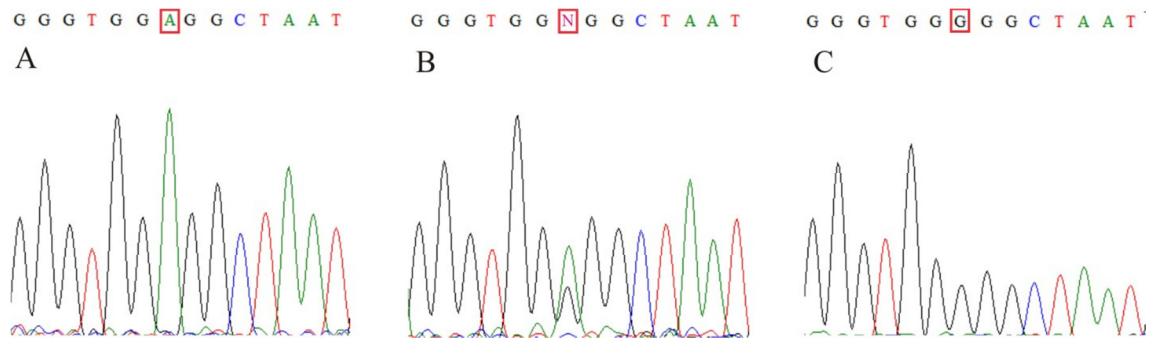 G G G T G G A G G C T A A T
A
G G G T G G N G G C T A A T
B
G G G T G G G G G C T A A T
C